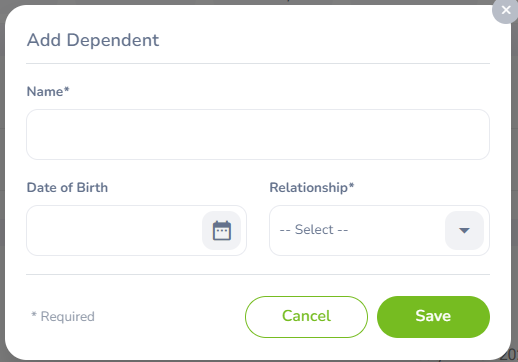 Add Dependent
Name*
Date of Birth
Relationship*
-- Select --
* Required
Cancel
Save